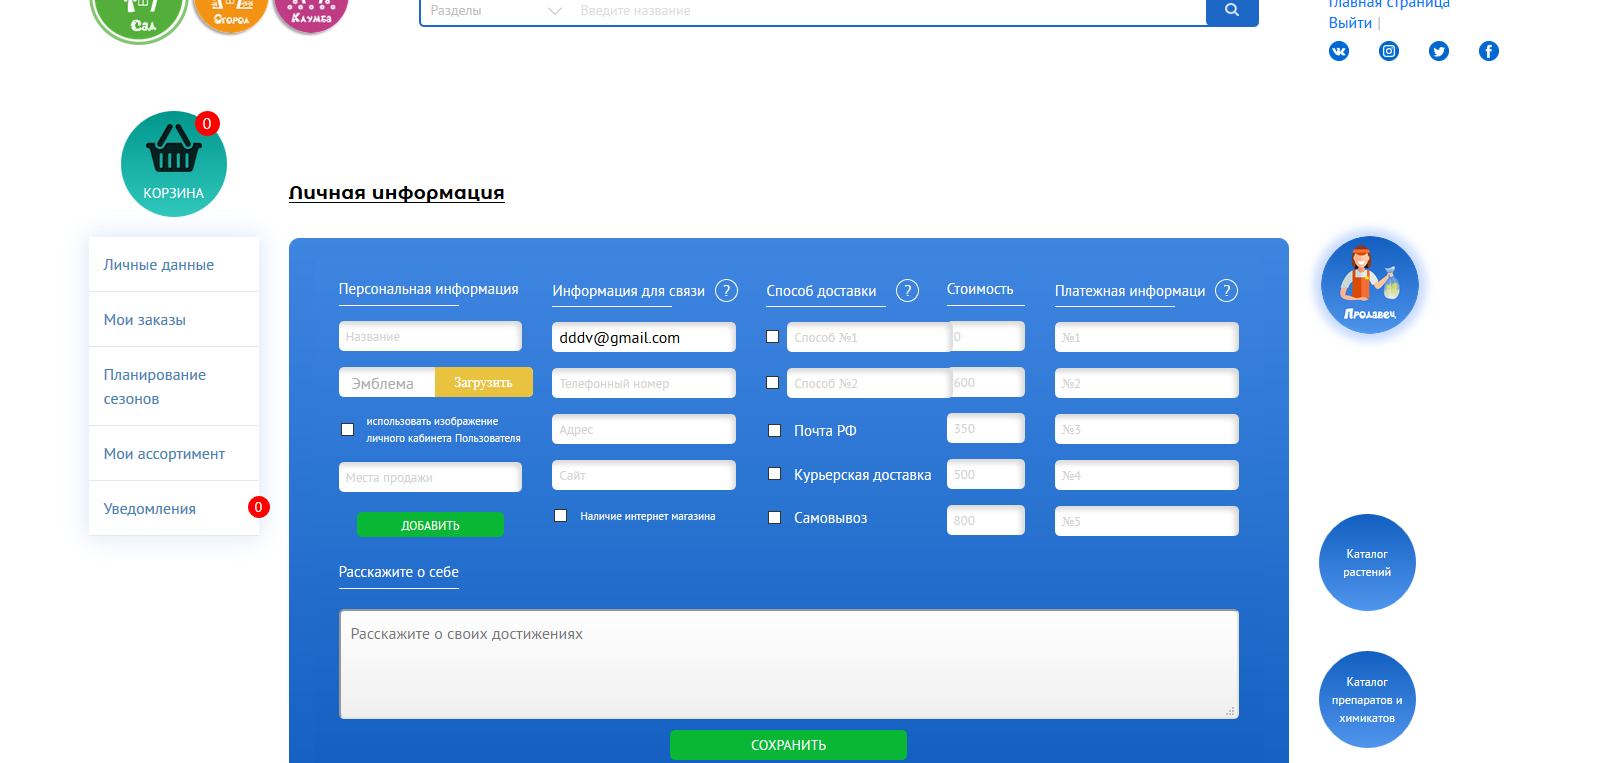 Сад
Огород
Клумба
Разделы
Введите название
Главная страница
Выйти |
0
КОРЗИНА
Личная информация
Личные данные
Мои заказы
Планирование
сезонов
Мои ассортимент
Уведомления
0
Персональная информация
Название
Эмблема
Загрузить
использовать изображение
личного кабинета Пользователя
Места продажи
ДОБАВИТЬ
Информация для связи ?
dddv@gmail.com
Телефонный номер
Адрес
Сайт
Наличие интернет магазина
Способ доставки ?
Способ №1
Способ №2
Почта РФ
Курьерская доставка
Самовывоз
Стоимость
0
600
350
500
800
Платежная информаци ?
№1
№2
№3
№4
№5
Расскажите о себе
Расскажите о своих достижениях
СОХРАНИТЬ
Продавец
Каталог
растений
Каталог
препаратов и
химикатов